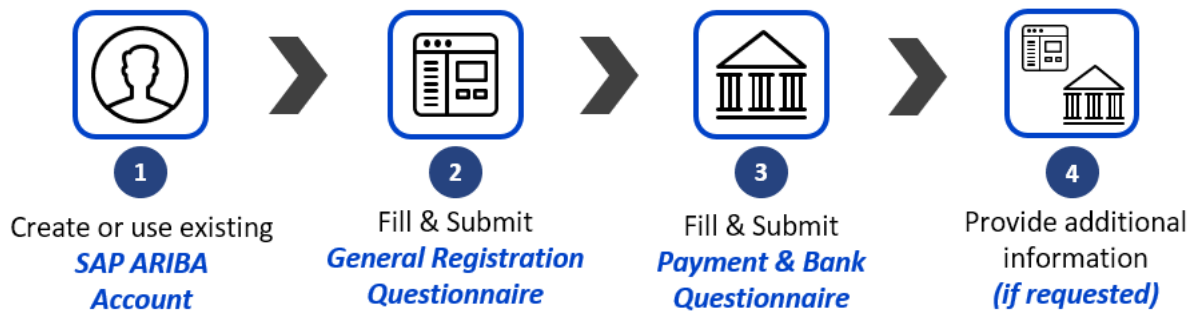 1
Create or use existing
SAP ARIBA
Account
2
Fill & Submit
General Registration
Questionnaire
3
Fill & Submit
Payment & Bank
Questionnaire
4
Provide additional
information
(if requested)